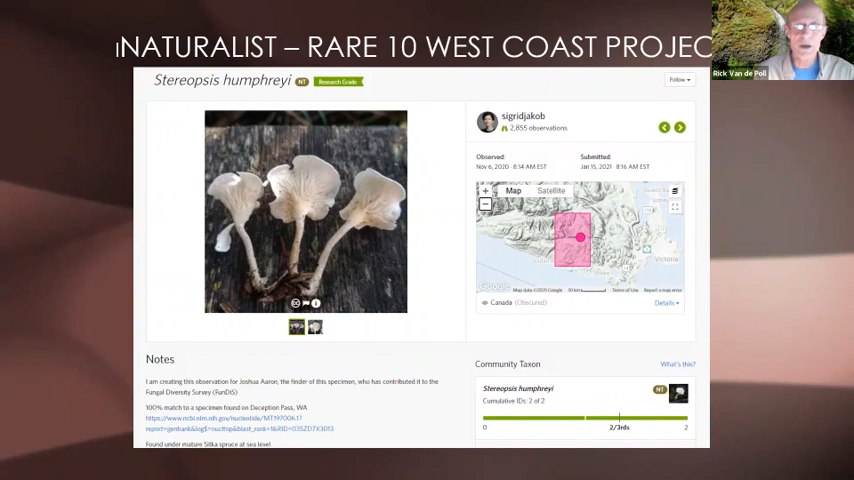 iNATURALIST – RARE 10 WEST COAST PROJEC
Rick Van de Poll
Stereopsis humphreyi NT Research Grade
Follow
sigridjakob
2,855 observations
Observed:
Nov 6, 2020 · 8:14 AM EST
Submitted:
Jan 15, 2021 · 8:16 AM EST
+ Map Satellite
−
Victoria
Google
Map data ©2021 Google 10 km Terms of Use Report a map error
Canada (Obscured)
Details
Notes
I am creating this observation for Joshua Aaron, the finder of this specimen, who has contributed it to the
Fungal Diversity Survey (FunDiS)
100% match to a specimen found on Deception Pass, WA
https://www.ncbi.nlm.nih.gov/nucleotide/MT197006.1?
report=genbank&log$=nucltop&blast_rank=1&RID=035ZD7X3013
Found under mature Sitka spruce at sea level
Community Taxon
What's this?
Stereopsis humphreyi
NT
Cumulative IDs: 2 of 2
0
2/3rds
2